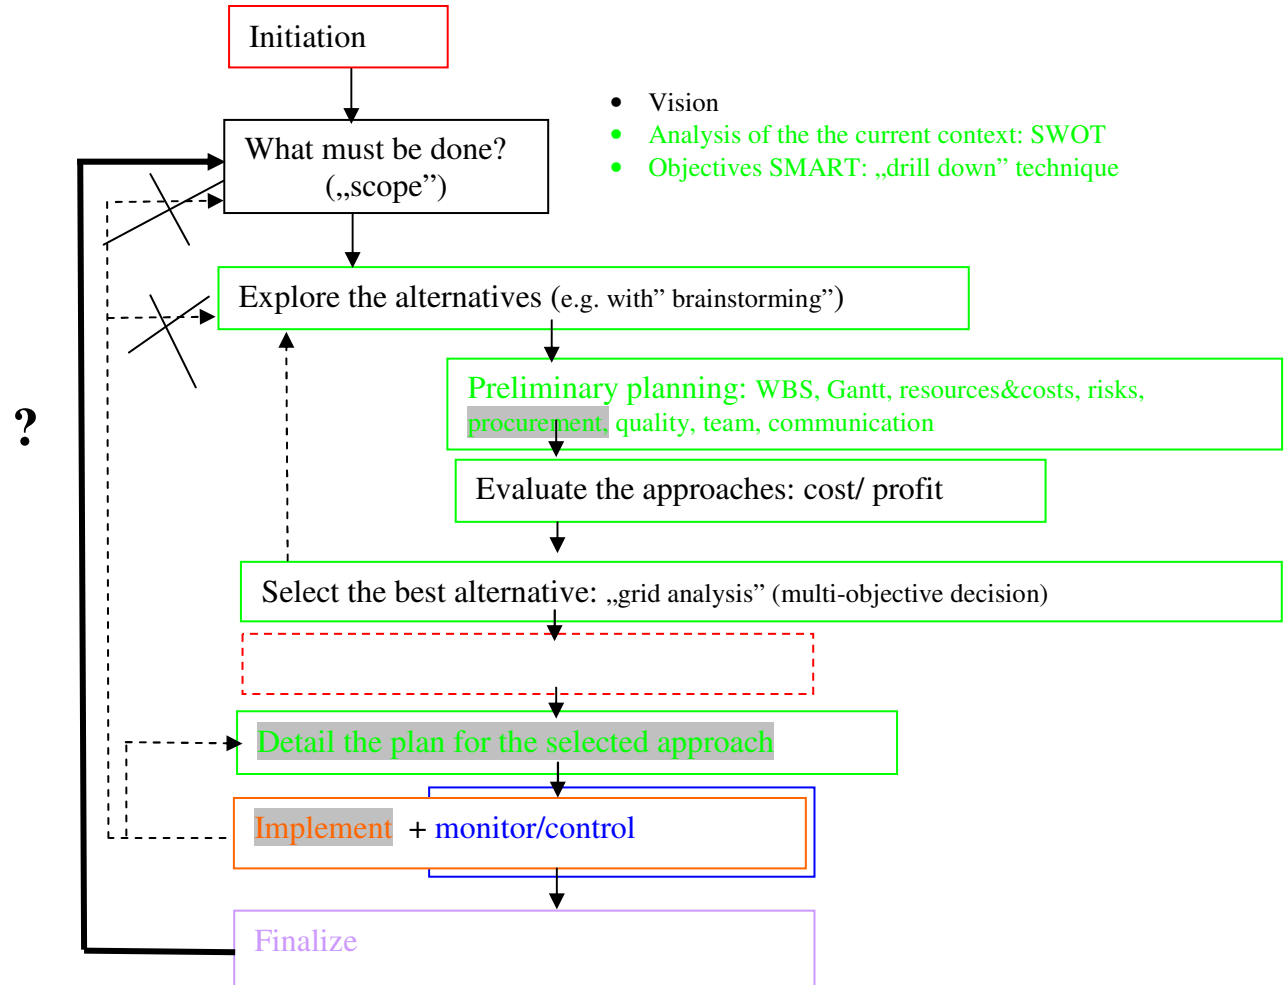 Initiation
• Vision
• Analysis of the the current context: SWOT
• Objectives SMART: „drill down” technique
What must be done?
(„scope”)
Explore the alternatives (e.g. with” brainstorming”)
Preliminary planning: WBS, Gantt, resources&costs, risks,
procurement, quality, team, communication
?
Evaluate the approaches: cost/ profit
Select the best alternative: „grid analysis” (multi-objective decision)
Detail the plan for the selected approach
Implement + monitor/control
Finalize